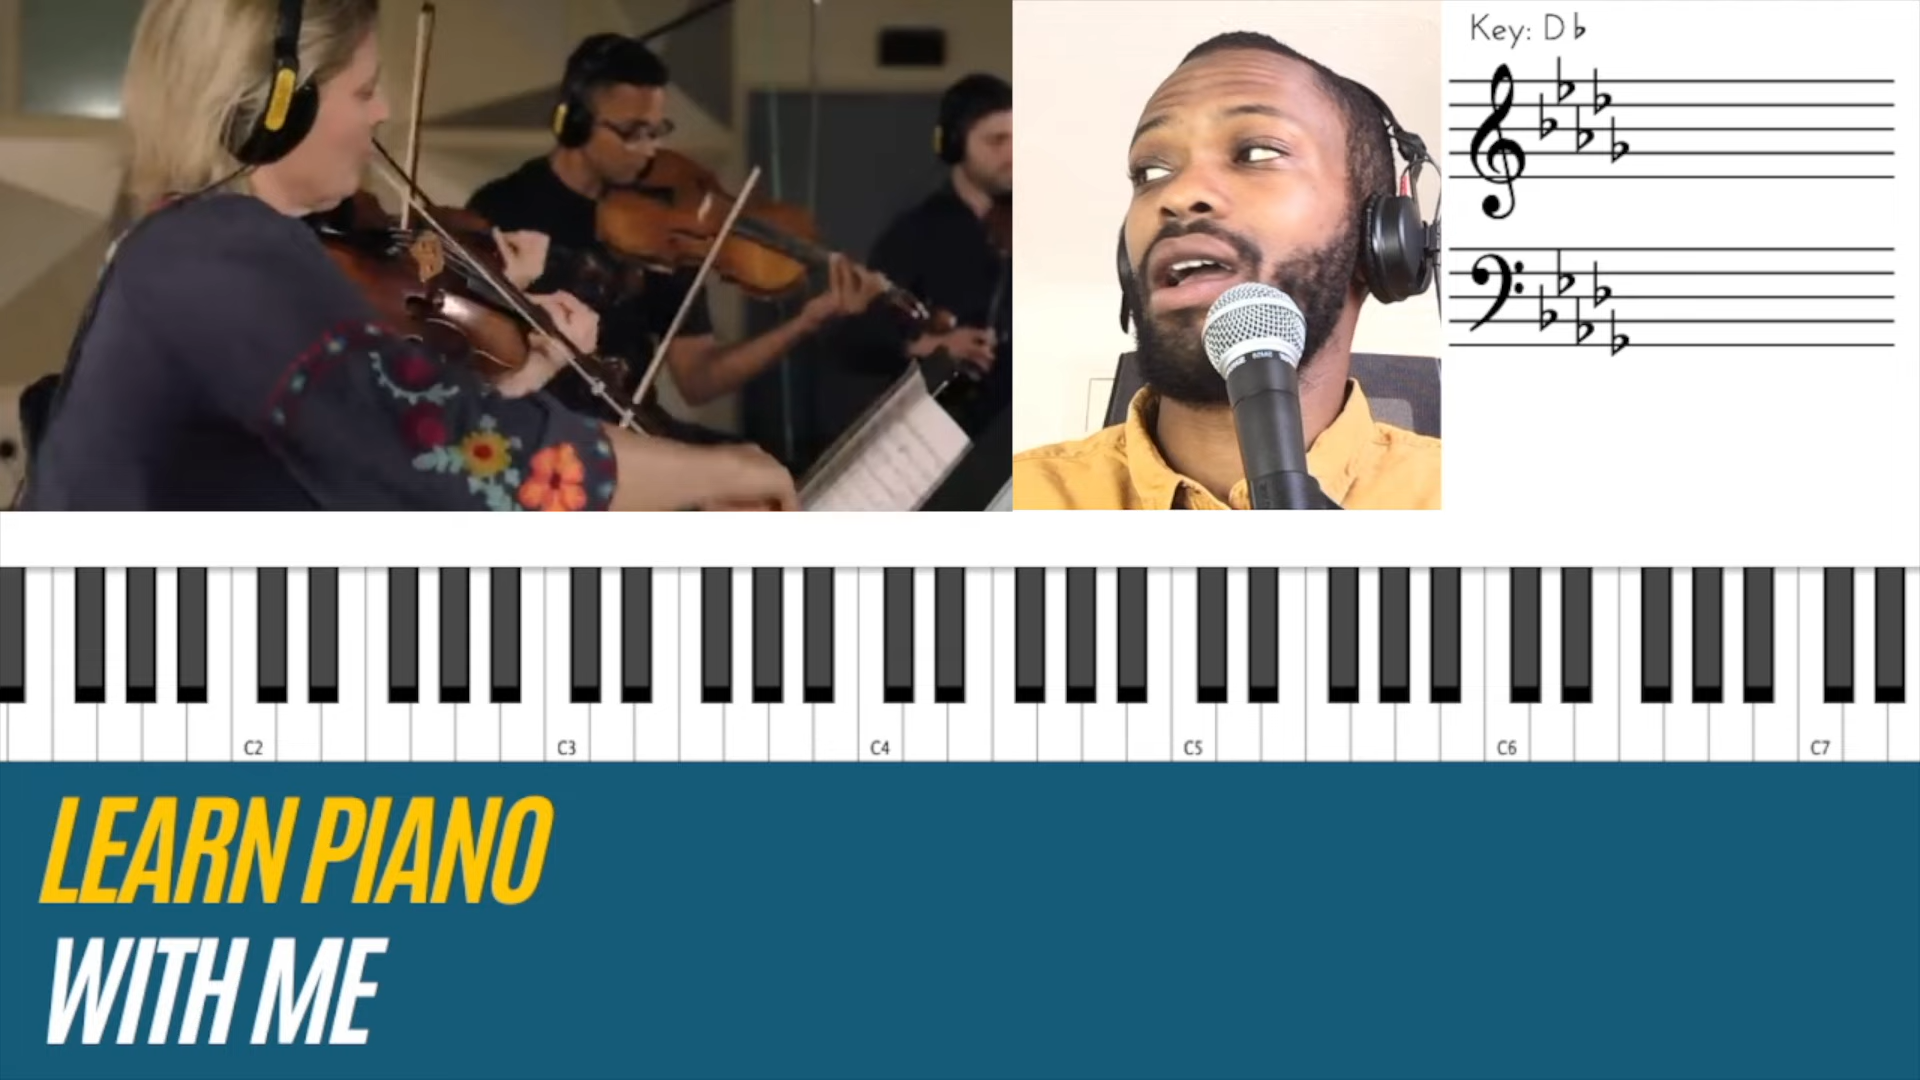 Key: D♭
C2
C3
C4
C5
C6
C7
LEARN PIANO
WITH ME